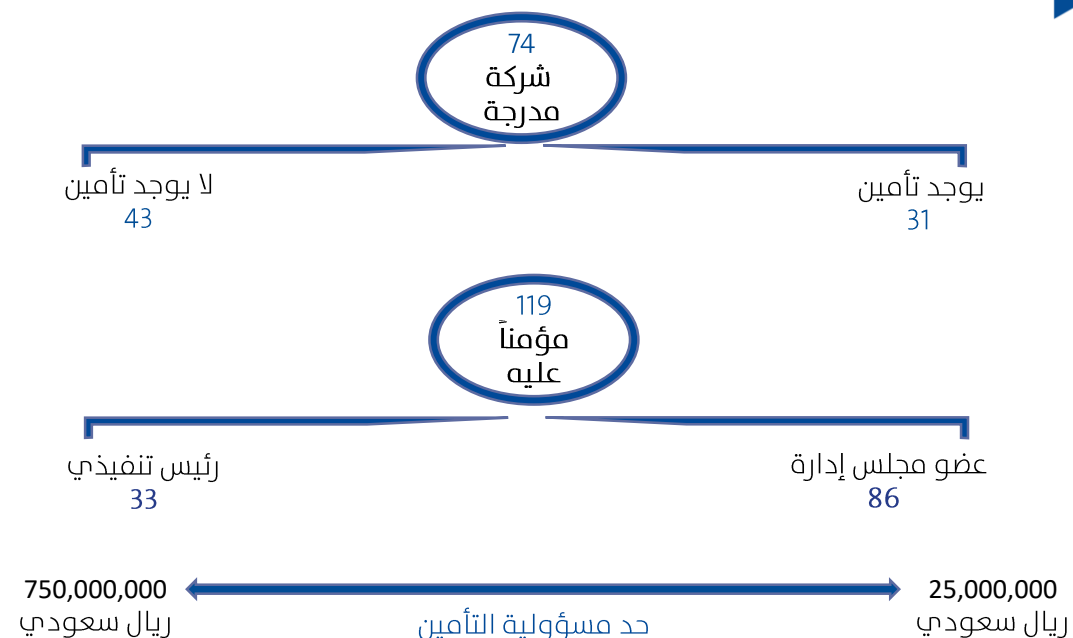 74
شركة
مدرجة
يوجد تأمين
31
لا يوجد تأمين
43
119
مؤمناً
عليه
عضو مجلس إدارة
86
رئيس تنفيذي
33
25,000,000
ريال سعودي
حد مسؤولية التأمين
750,000,000
ريال سعودي